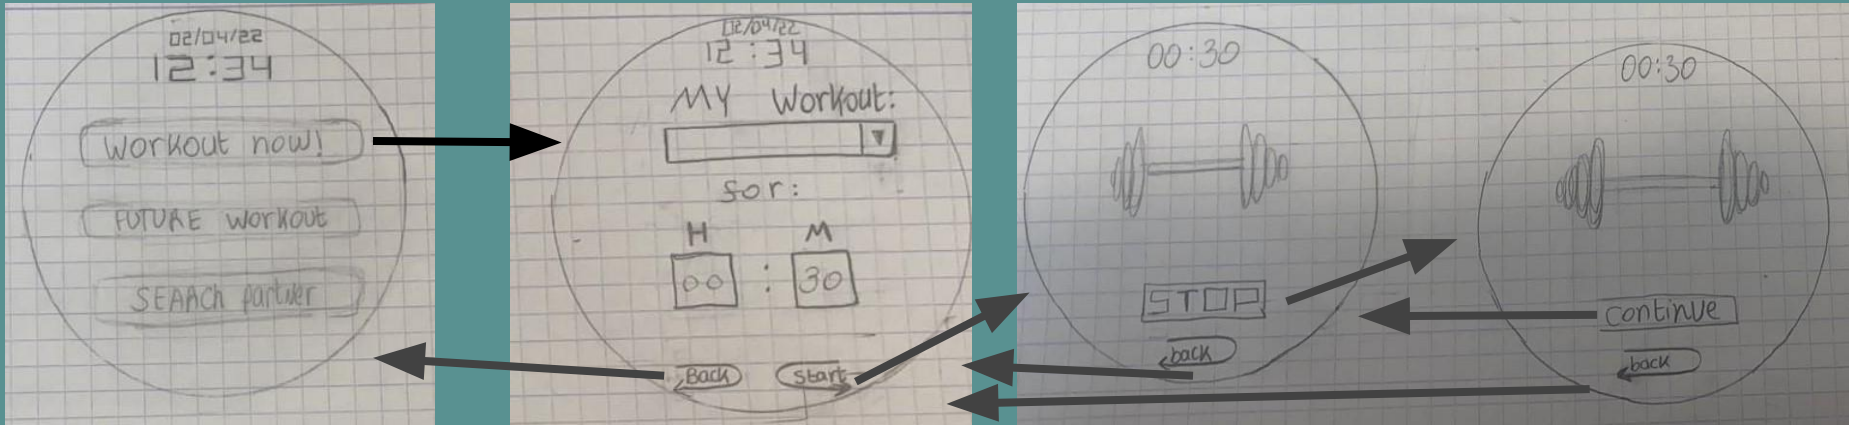 02/04/22
12:34
Workout now!
FUTURE workout
SEARCH partner
02/04/22
12:34
MY Workout:
for:
H M
00 : 30
Back Start
00:30
STOP
back
00:30
continue
back